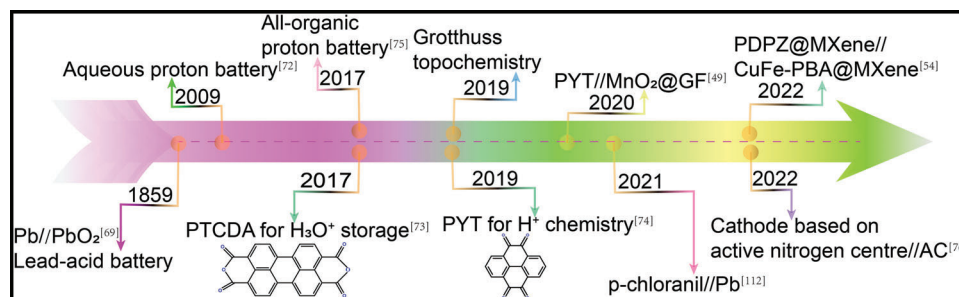 Aqueous proton battery[72]
2009
All-organic
proton battery[75]
2017
Grotthuss
topochemistry
2019
PYT//MnO₂@GF[49]
2020
PDPZ@MXene//
CuFe-PBA@MXene[54]
2022
1859
Pb//PbO₂[69]
Lead-acid battery
2017
PTCDA for H₃O⁺ storage[73]
2019
PYT for H⁺ chemistry[74]
2021
p-chloranil//Pb[112]
2022
Cathode based on
active nitrogen centre//AC